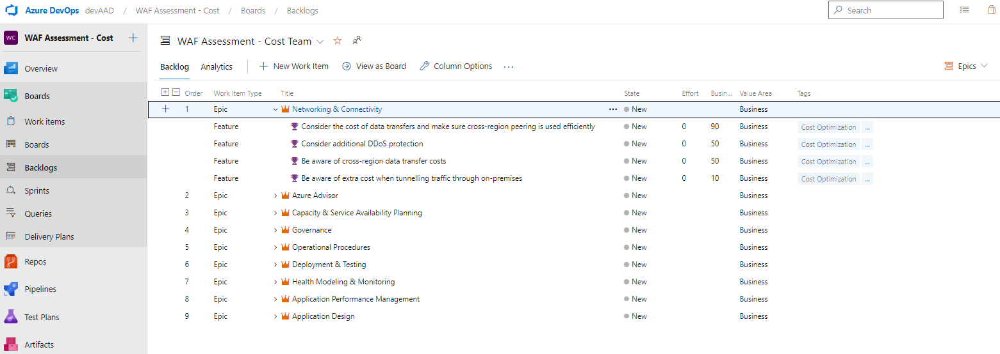 Azure DevOps devAAD / WAF Assessment - Cost / Boards / Backlogs Search
WC WAF Assessment - Cost
Overview
Boards
Work items
Boards
Backlogs
Sprints
Queries
Delivery Plans
Repos
Pipelines
Test Plans
Artifacts
WAF Assessment - Cost Team
Backlog Analytics New Work Item View as Board Column Options ... Epics
Order Work Item Type Title State Effort Busin... Value Area Tags
1 Epic Networking & Connectivity ... New Business
Feature Consider the cost of data transfers and make sure cross-region peering is used efficiently New 0 90 Business Cost Optimization ...
Feature Consider additional DDoS protection New 0 50 Business Cost Optimization ...
Feature Be aware of cross-region data transfer costs New 0 50 Business Cost Optimization ...
Feature Be aware of extra cost when tunnelling traffic through on-premises New 0 10 Business Cost Optimization ...
2 Epic Azure Advisor New Business
3 Epic Capacity & Service Availability Planning New Business
4 Epic Governance New Business
5 Epic Operational Procedures New Business
6 Epic Deployment & Testing New Business
7 Epic Health Modeling & Monitoring New Business
8 Epic Application Performance Management New Business
9 Epic Application Design New Business